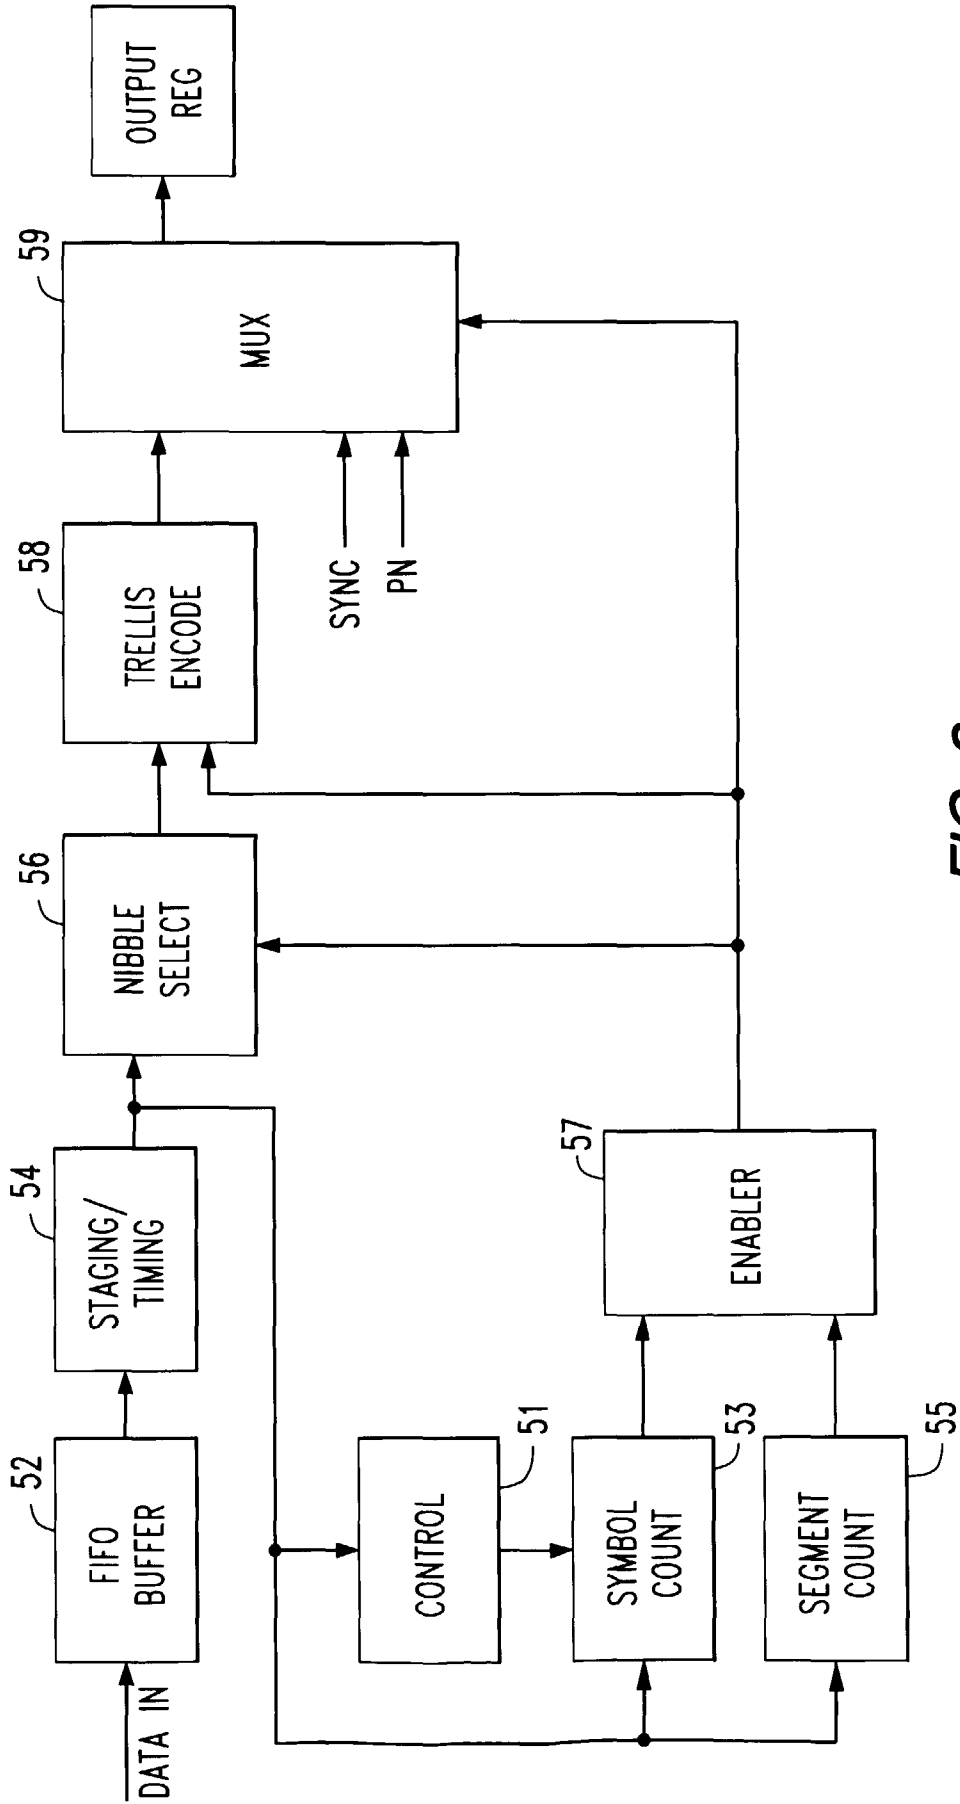 DATA IN
52
FIFO
BUFFER
54
STAGING/
TIMING
56
NIBBLE
SELECT
58
TRELLIS
ENCODE
59
MUX
OUTPUT
REG
SYNC
PN
CONTROL
51
SYMBOL
COUNT
53
SEGMENT
COUNT
55
57
ENABLER
FIG.